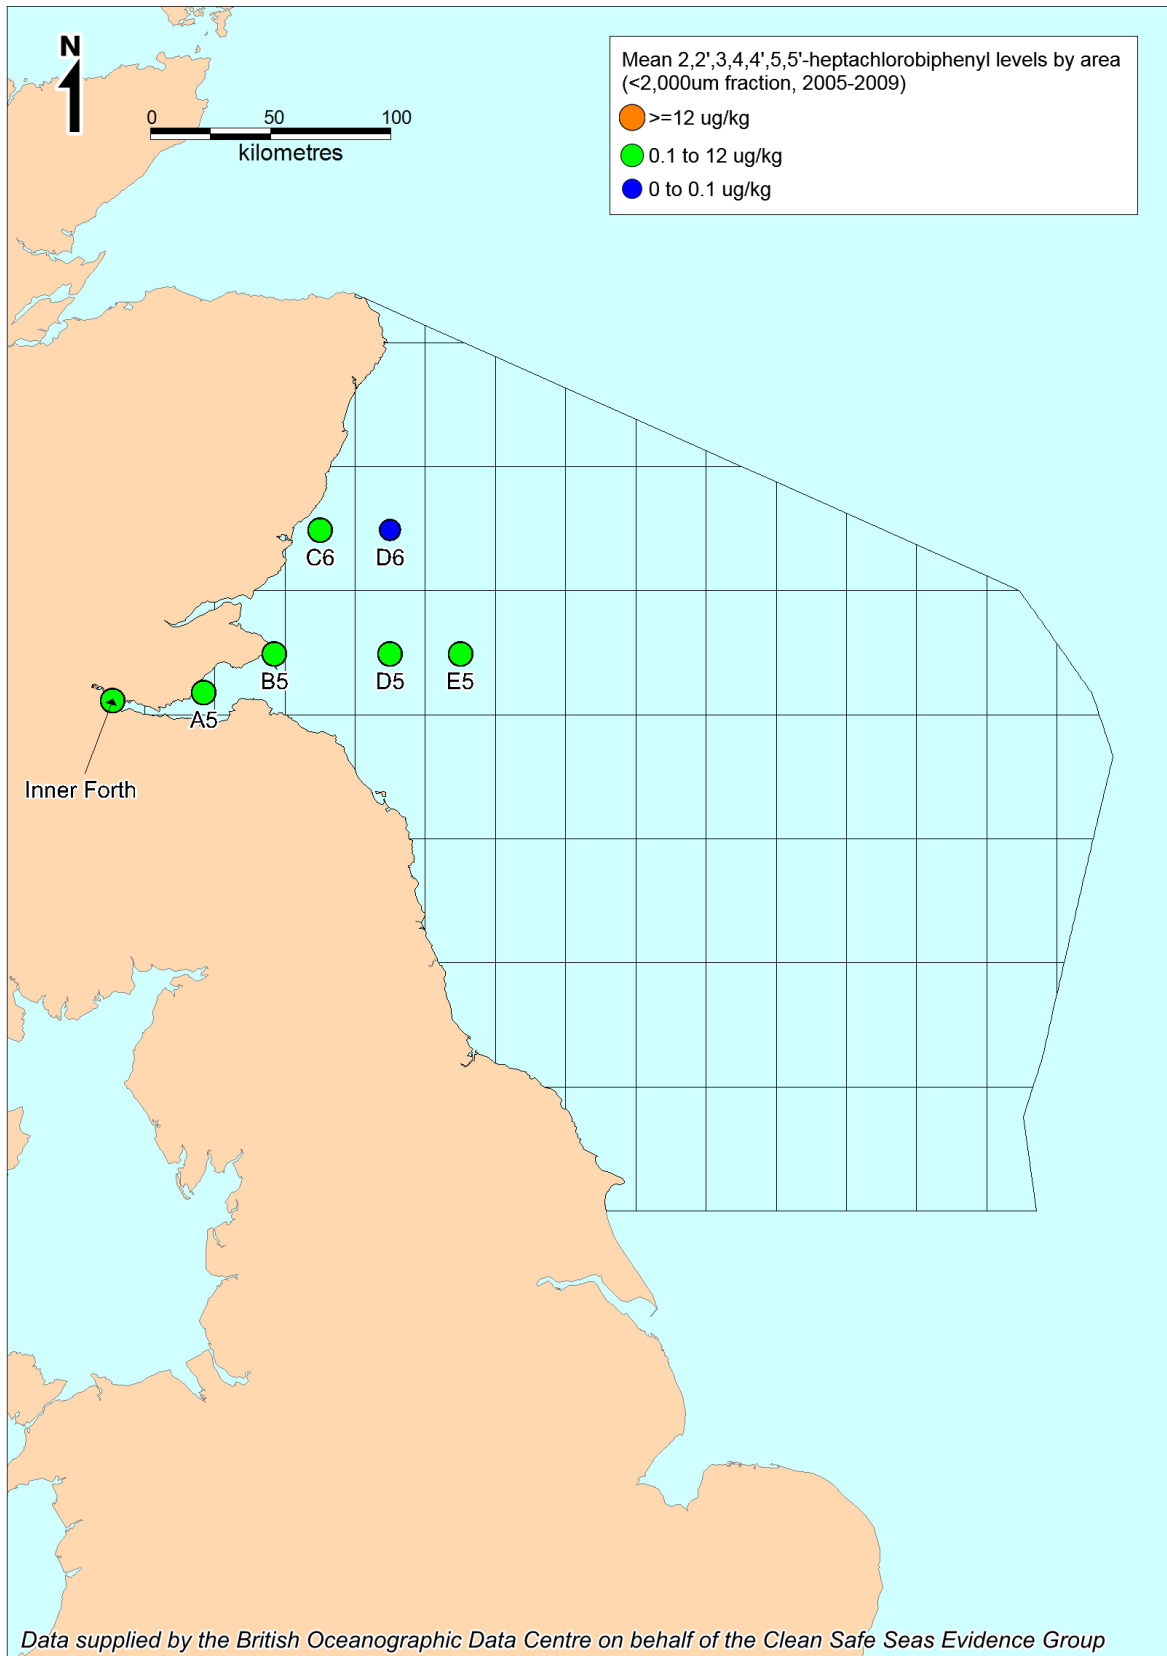 N
0 50 100
kilometres
Mean 2,2',3,4,4',5,5'-heptachlorobiphenyl levels by area
(<2,000um fraction, 2005-2009)
>=12 ug/kg
0.1 to 12 ug/kg
0 to 0.1 ug/kg
C6 D6
B5 D5 E5
A5
Inner Forth
Data supplied by the British Oceanographic Data Centre on behalf of the Clean Safe Seas Evidence Group